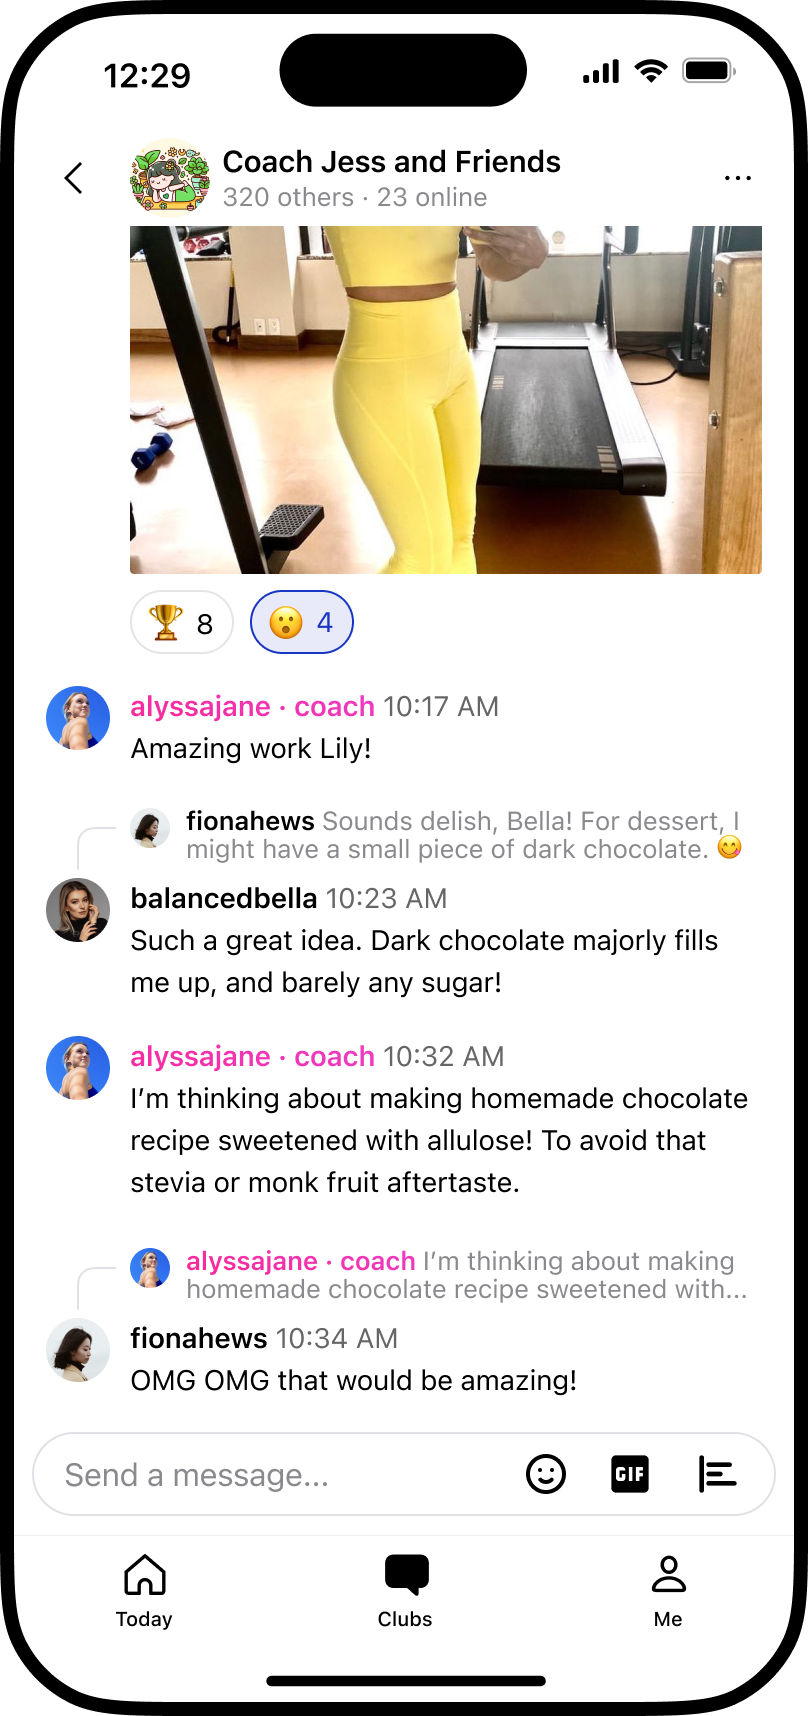 12:29
Coach Jess and Friends
320 others · 23 online
🏆 8 😮 4
alyssajane · coach 10:17 AM
Amazing work Lily!
fionahews Sounds delish, Bella! For dessert, I
might have a small piece of dark chocolate. 😋
balancedbella 10:23 AM
Such a great idea. Dark chocolate majorly fills
me up, and barely any sugar!
alyssajane · coach 10:32 AM
I’m thinking about making homemade chocolate
recipe sweetened with allulose! To avoid that
stevia or monk fruit aftertaste.
alyssajane · coach I’m thinking about making
homemade chocolate recipe sweetened with...
fionahews 10:34 AM
OMG OMG that would be amazing!
Send a message...
GIF
Today
Clubs
Me